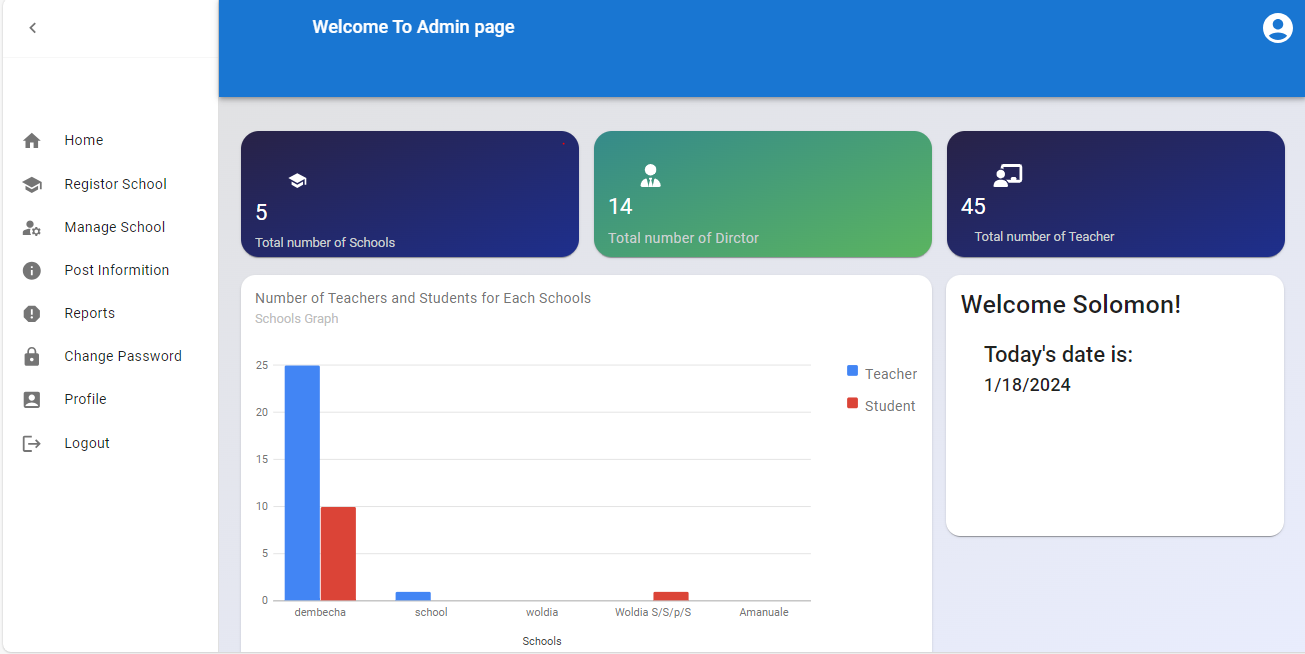 Welcome To Admin page
Home
Registor School
Manage School
Post Informition
Reports
Change Password
Profile
Logout
5
Total number of Schools
14
Total number of Dirctor
45
Total number of Teacher
Number of Teachers and Students for Each Schools
Schools Graph
25
20
15
10
5
0
dembecha school woldia Woldia S/S/p/S Amanuale
Schools
Teacher
Student
Welcome Solomon!
Today's date is:
1/18/2024